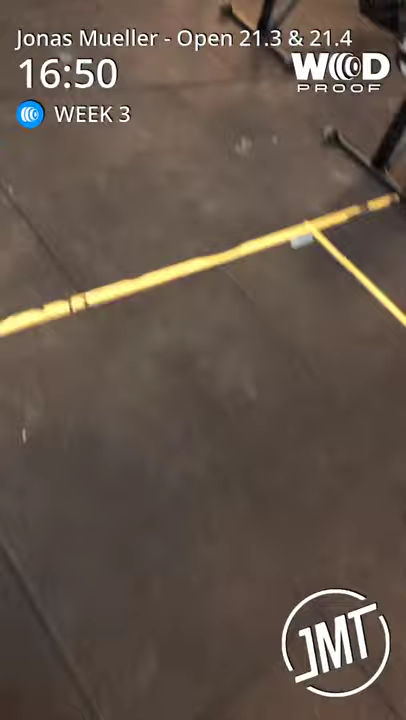 Jonas Mueller - Open 21.3 & 21.4
16:50
WOD
PROOF
WEEK 3
JMT